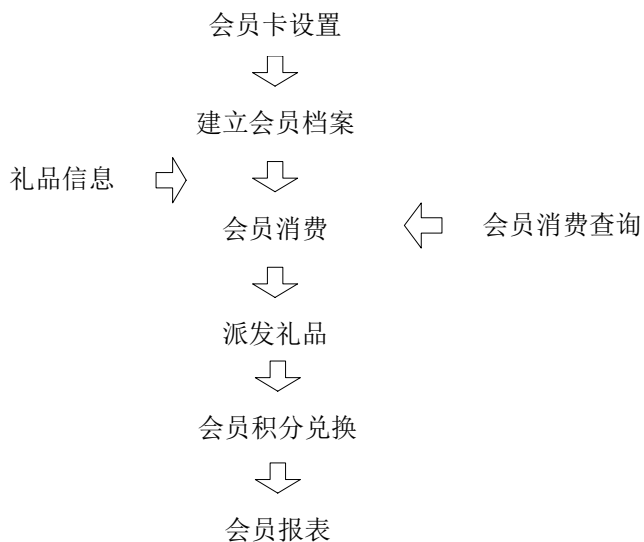 会员卡设置
建立会员档案
礼品信息
会员消费
会员消费查询
派发礼品
会员积分兑换
会员报表